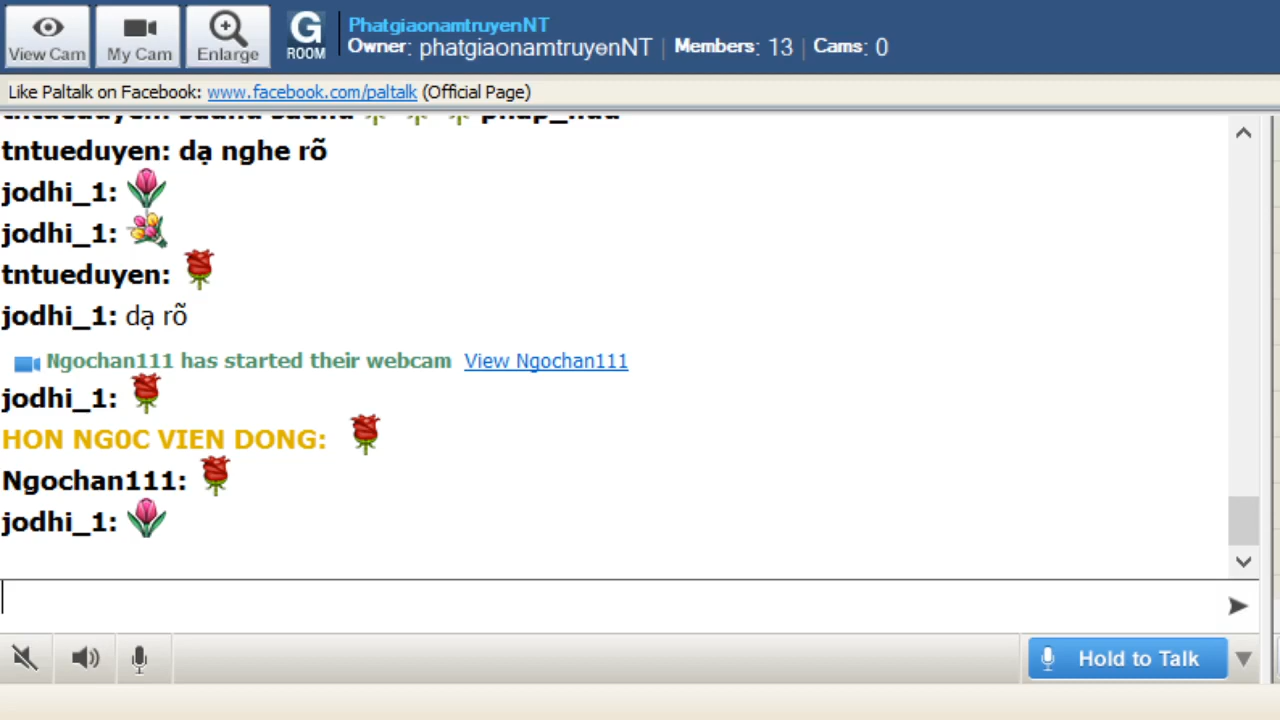 View Cam
My Cam
Enlarge
G
ROOM
PhatgiaonamtruyenNT
Owner: phatgiaonamtruyenNT | Members: 13 | Cams: 0
Like Paltalk on Facebook: www.facebook.com/paltalk (Official Page)
tntueduyen: dạ nghe rõ
jodhi_1:
jodhi_1:
tntueduyen:
jodhi_1: dạ rõ
Ngochan111 has started their webcam View Ngochan111
jodhi_1:
HON NG0C VIEN DONG:
Ngochan111:
jodhi_1:
Hold to Talk